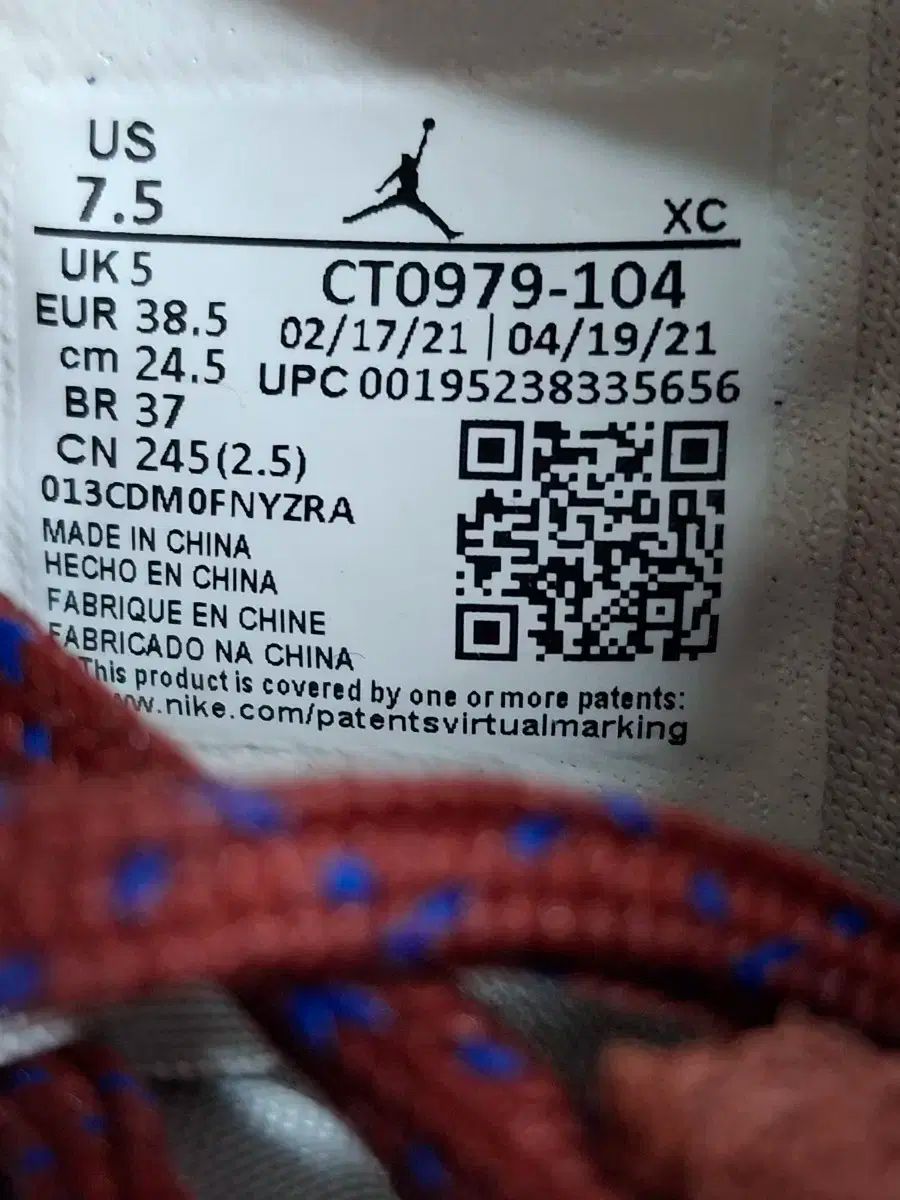 US
7.5
XC
UK 5
EUR 38.5
cm 24.5
BR 37
CN 245(2.5)
CT0979-104
02/17/21 | 04/19/21
UPC 00195238335656
013CDM0FNYZRA
MADE IN CHINA
HECHO EN CHINA
FABRIQUE EN CHINE
FABRICADO NA CHINA
This product is covered by one or more patents:
w.nike.com/patentsvirtualmarking